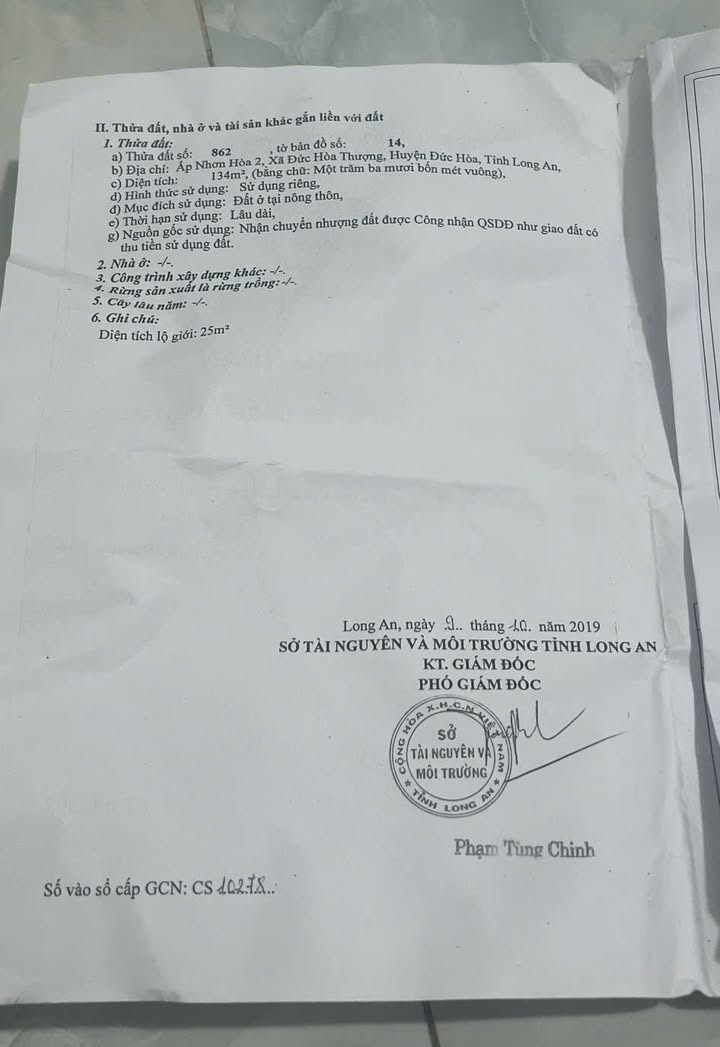 II. Thửa đất, nhà ở và tài sản khác gắn liền với đất
1. Thửa đất:
a) Thửa đất số: 862 , tờ bản đồ số: 14,
b) Địa chỉ: Ấp Nhơn Hòa 2, Xã Đức Hòa Thượng, Huyện Đức Hòa, Tỉnh Long An,
c) Diện tích: 134m², (bằng chữ: Một trăm ba mươi bốn mét vuông),
d) Hình thức sử dụng: Sử dụng riêng,
đ) Mục đích sử dụng: Đất ở tại nông thôn,
e) Thời hạn sử dụng: Lâu dài,
g) Nguồn gốc sử dụng: Nhận chuyển nhượng đất được Công nhận QSDĐ như giao đất có
thu tiền sử dụng đất.
2. Nhà ở: -/-.
3. Công trình xây dựng khác: -/-.
4. Rừng sản xuất là rừng trồng: -/-.
5. Cây lâu năm: -/-.
6. Ghi chú:
Diện tích lộ giới: 25m²
Long An, ngày .9.. tháng .10. năm 2019
SỞ TÀI NGUYÊN VÀ MÔI TRƯỜNG TỈNH LONG AN
KT. GIÁM ĐỐC
PHÓ GIÁM ĐỐC
CỘNG HÒA X.H.C.N VIỆT NAM
SỞ
TÀI NGUYÊN VÀ
MÔI TRƯỜNG
★ TỈNH LONG AN ★
Phạm Tùng Chinh
Số vào sổ cấp GCN: CS 10278..